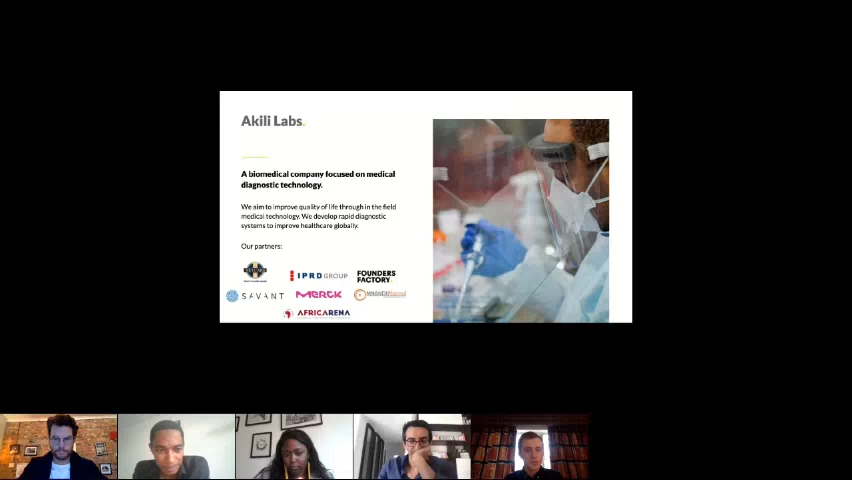 Akili Labs.
A biomedical company focused on medical
diagnostic technology.
We aim to improve quality of life through in the field
medical technology. We develop rapid diagnostic
systems to improve healthcare globally.
Our partners:
IPRD GROUP
FOUNDERS
FACTORY
SAVANT
MERCK
AFRICARENA